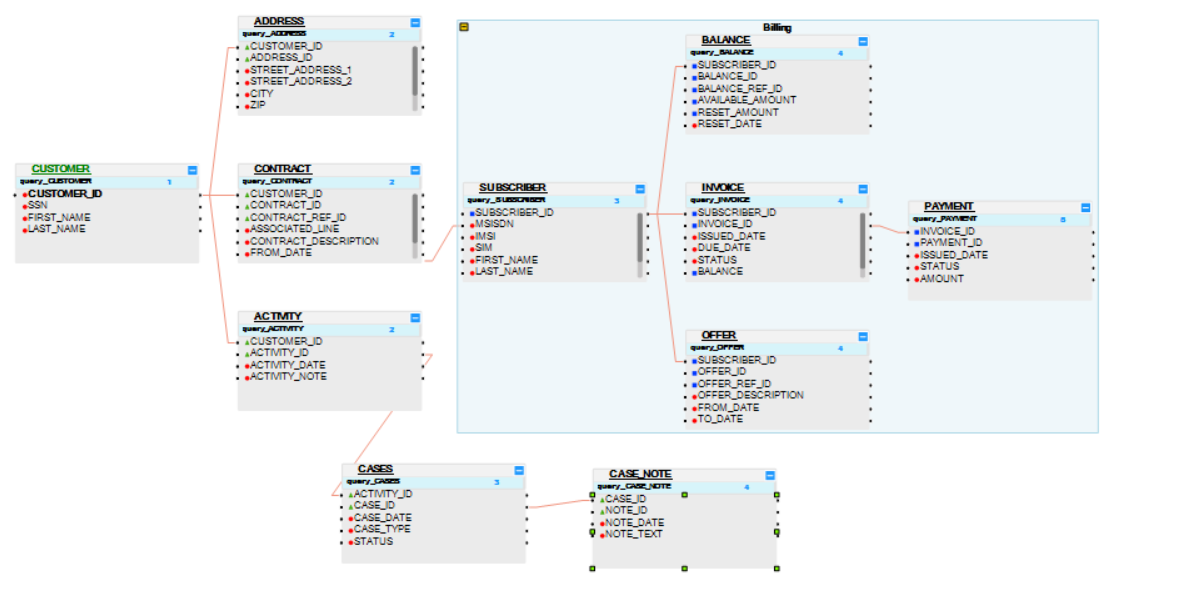 ADDRESS
query_ADDRESS 2
CUSTOMER_ID
ADDRESS_ID
STREET_ADDRESS_1
STREET_ADDRESS_2
CITY
ZIP
Billing
BALANCE
query_BALANCE 4
SUBSCRIBER_ID
BALANCE_ID
BALANCE_REF_ID
AVAILABLE_AMOUNT
RESET_AMOUNT
RESET_DATE
CUSTOMER
query_CUSTOMER 1
CUSTOMER_ID
SSN
FIRST_NAME
LAST_NAME
CONTRACT
query_CONTRACT 2
CUSTOMER_ID
CONTRACT_ID
CONTRACT_REF_ID
ASSOCIATED_LINE
CONTRACT_DESCRIPTION
FROM_DATE
SUBSCRIBER
query_SUBSCRIBER 3
SUBSCRIBER_ID
MSISDN
IMSI
SIM
FIRST_NAME
LAST_NAME
INVOICE
query_INVOICE 4
SUBSCRIBER_ID
INVOICE_ID
ISSUED_DATE
DUE_DATE
STATUS
BALANCE
PAYMENT
query_PAYMENT 5
INVOICE_ID
PAYMENT_ID
ISSUED_DATE
STATUS
AMOUNT
ACTIVITY
query_ACTIVITY 2
CUSTOMER_ID
ACTIVITY_ID
ACTIVITY_DATE
ACTIVITY_NOTE
OFFER
query_OFFER 4
SUBSCRIBER_ID
OFFER_ID
OFFER_REF_ID
OFFER_DESCRIPTION
FROM_DATE
TO_DATE
CASES
query_CASES 3
ACTIVITY_ID
CASE_ID
CASE_DATE
CASE_TYPE
STATUS
CASE_NOTE
query_CASE_NOTE 4
CASE_ID
NOTE_ID
NOTE_DATE
NOTE_TEXT